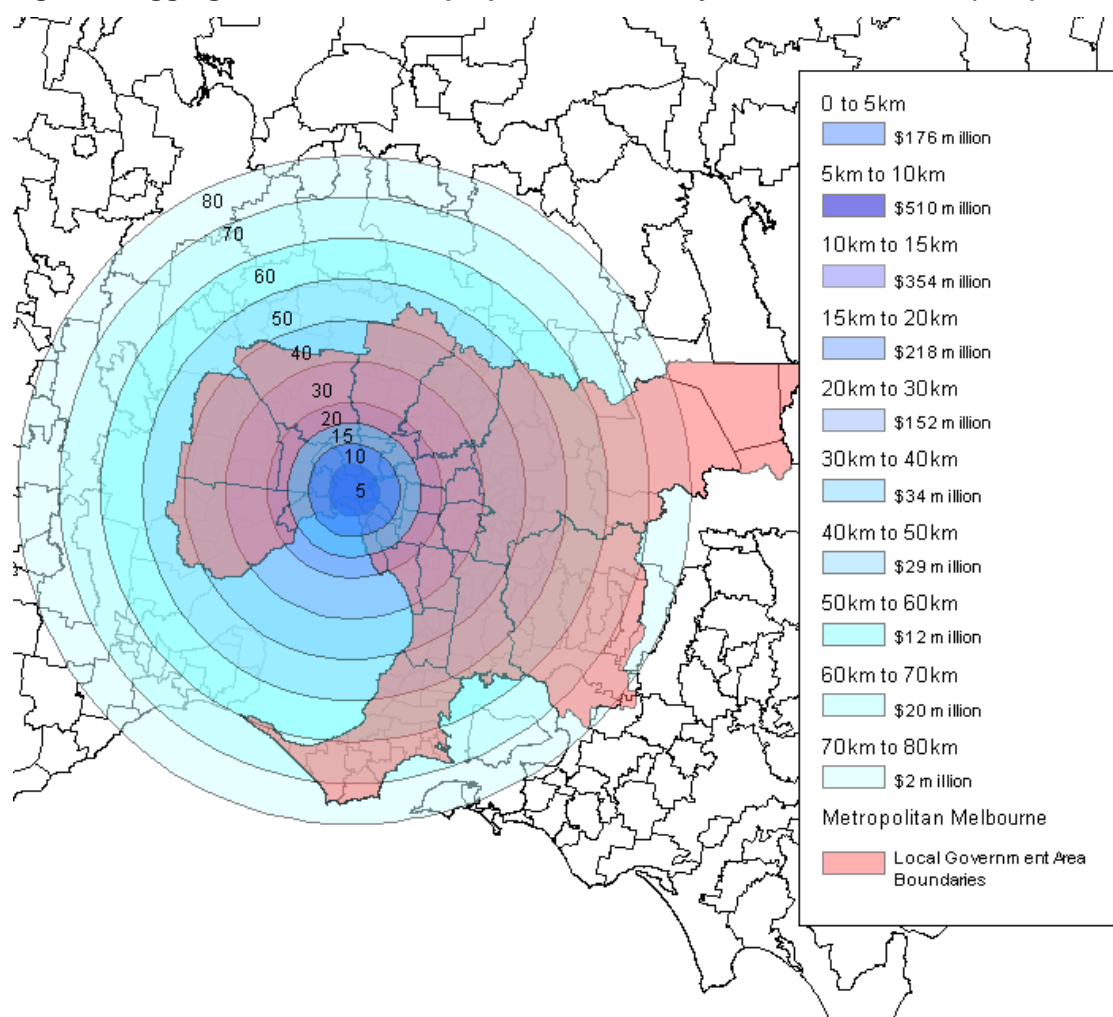 80
70
60
50
40
30
20
15
10
5
0 to 5km
$176 million
5km to 10km
$510 million
10km to 15km
$354 million
15km to 20km
$218 million
20km to 30km
$152 million
30km to 40km
$34 million
40km to 50km
$29 million
50km to 60km
$12 million
60km to 70km
$20 million
70km to 80km
$2 million
Metropolitan Melbourne
Local Government Area
Boundaries